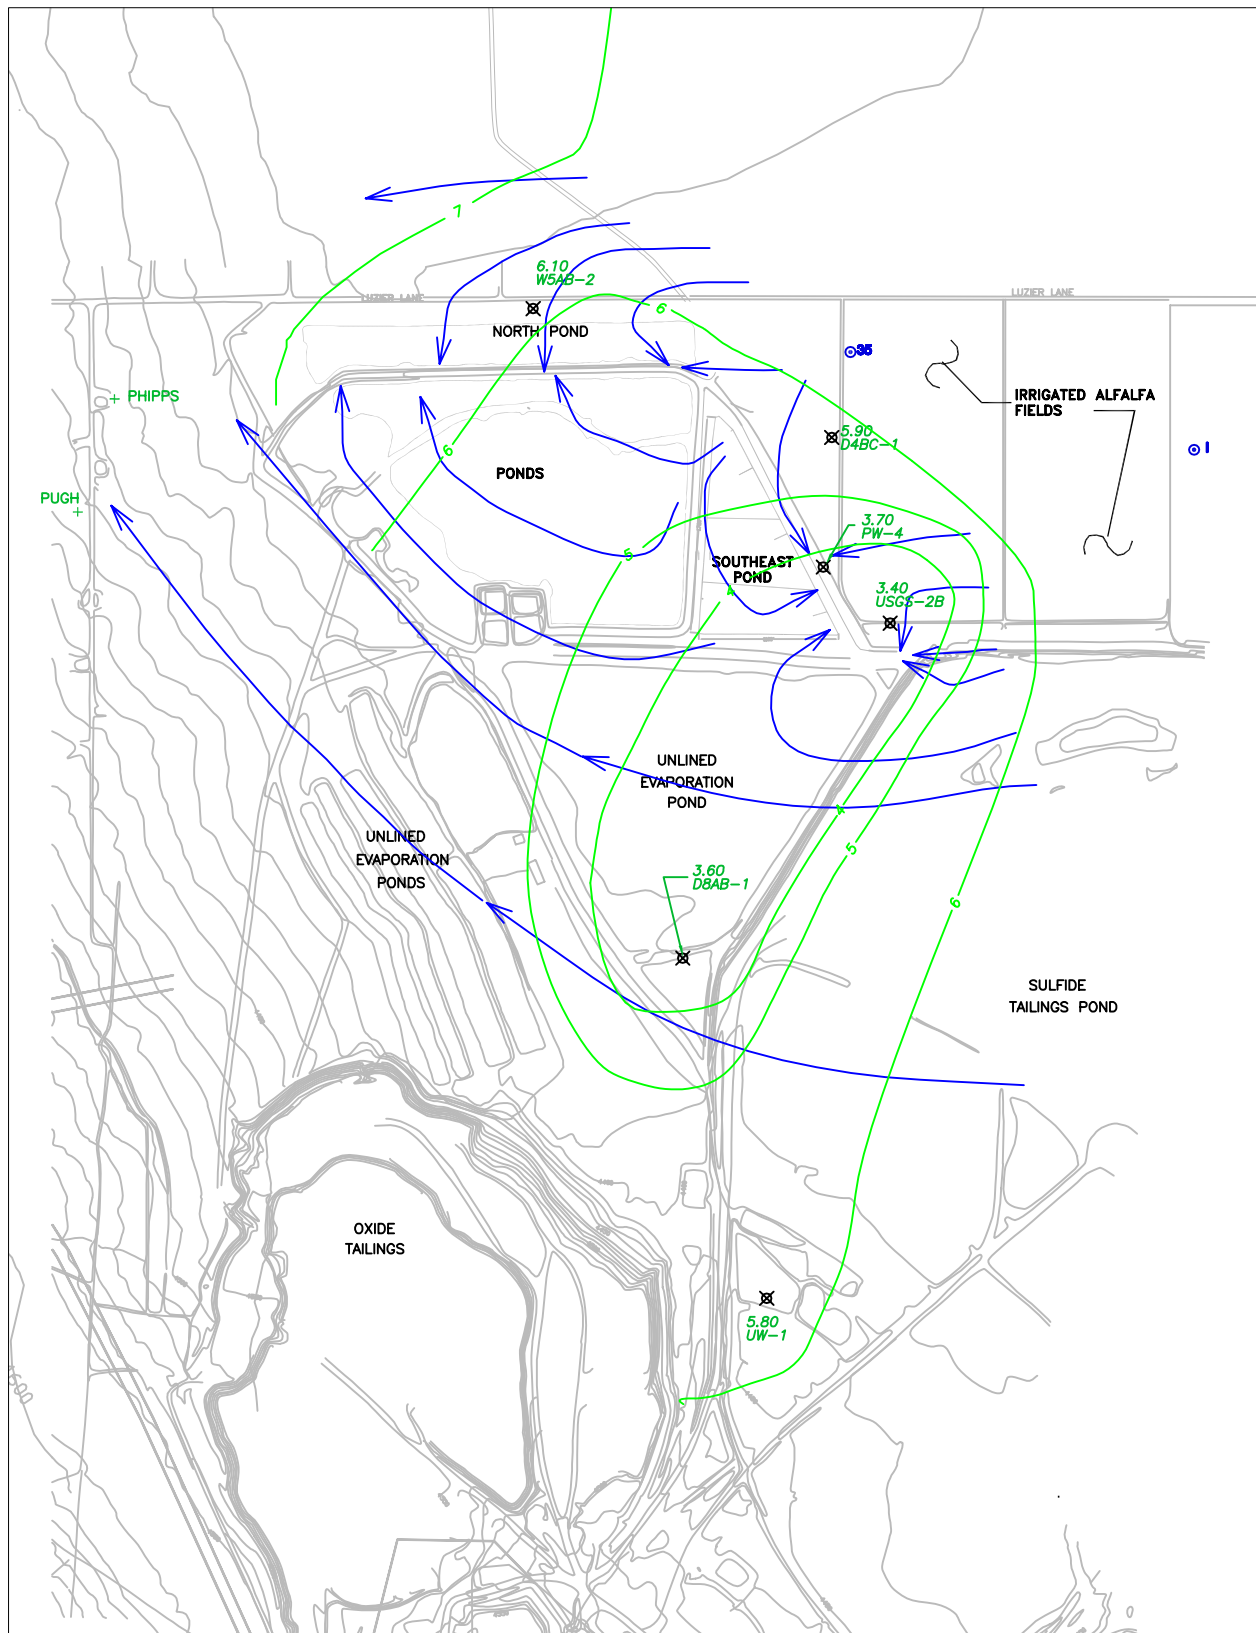 7
6.10
W5AB-2
LUZIER LANE
LUZIER LANE
6
NORTH POND
35
IRRIGATED ALFALFA
FIELDS
PHIPPS
5.90
D4BC-1
1
6
PONDS
PUGH
3.70
PW-4
5
SOUTHEAST
POND
4
3.40
USGS-2B
UNLINED
EVAPORATION
POND
4
UNLINED
EVAPORATION
PONDS
5
3.60
D8AB-1
6
SULFIDE
TAILINGS POND
OXIDE
TAILINGS
5.80
UW-1